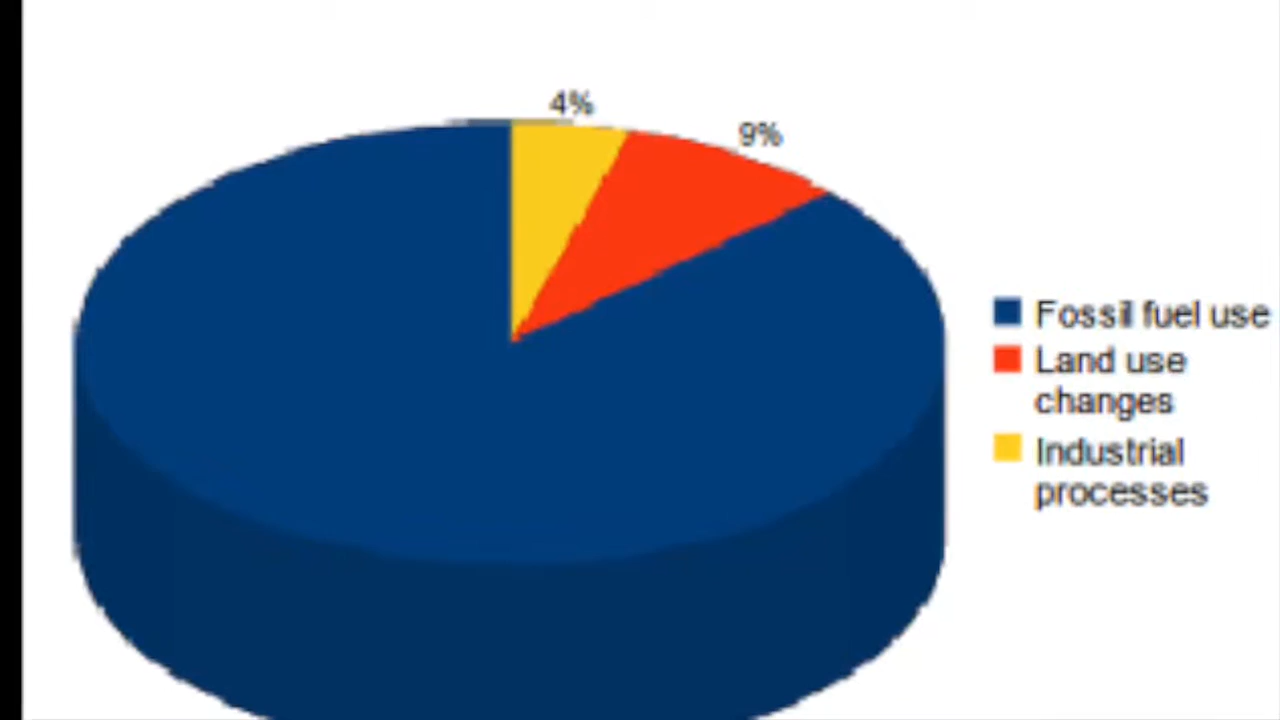 4%
9%
Fossil fuel use
Land use
changes
Industrial
processes